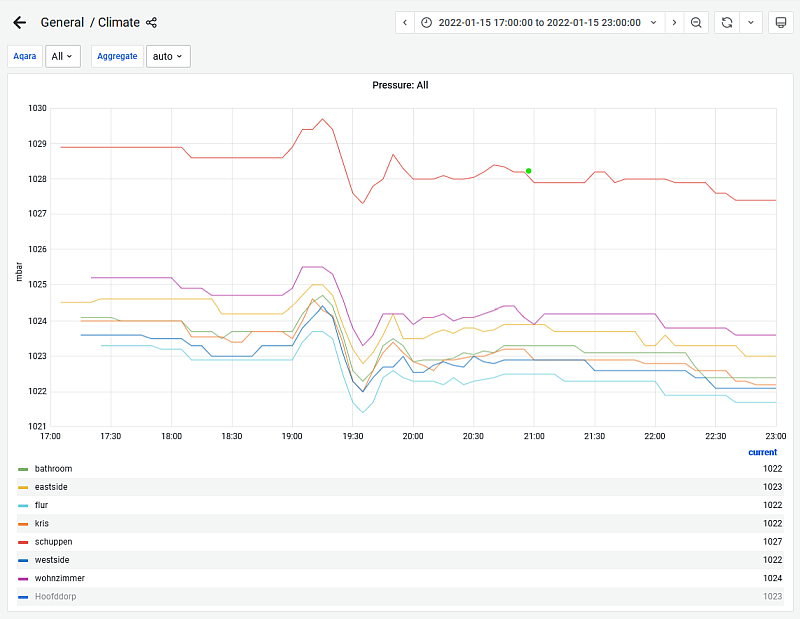 General / Climate
2022-01-15 17:00:00 to 2022-01-15 23:00:00
Aqara All Aggregate auto
Pressure: All
1030
1029
1028
1027
1026
1025
1024
1023
1022
1021
mbar
17:00 17:30 18:00 18:30 19:00 19:30 20:00 20:30 21:00 21:30 22:00 22:30 23:00
current
bathroom 1022
eastside 1023
flur 1022
kris 1022
schuppen 1027
westside 1022
wohnzimmer 1024
Hoofddorp 1023